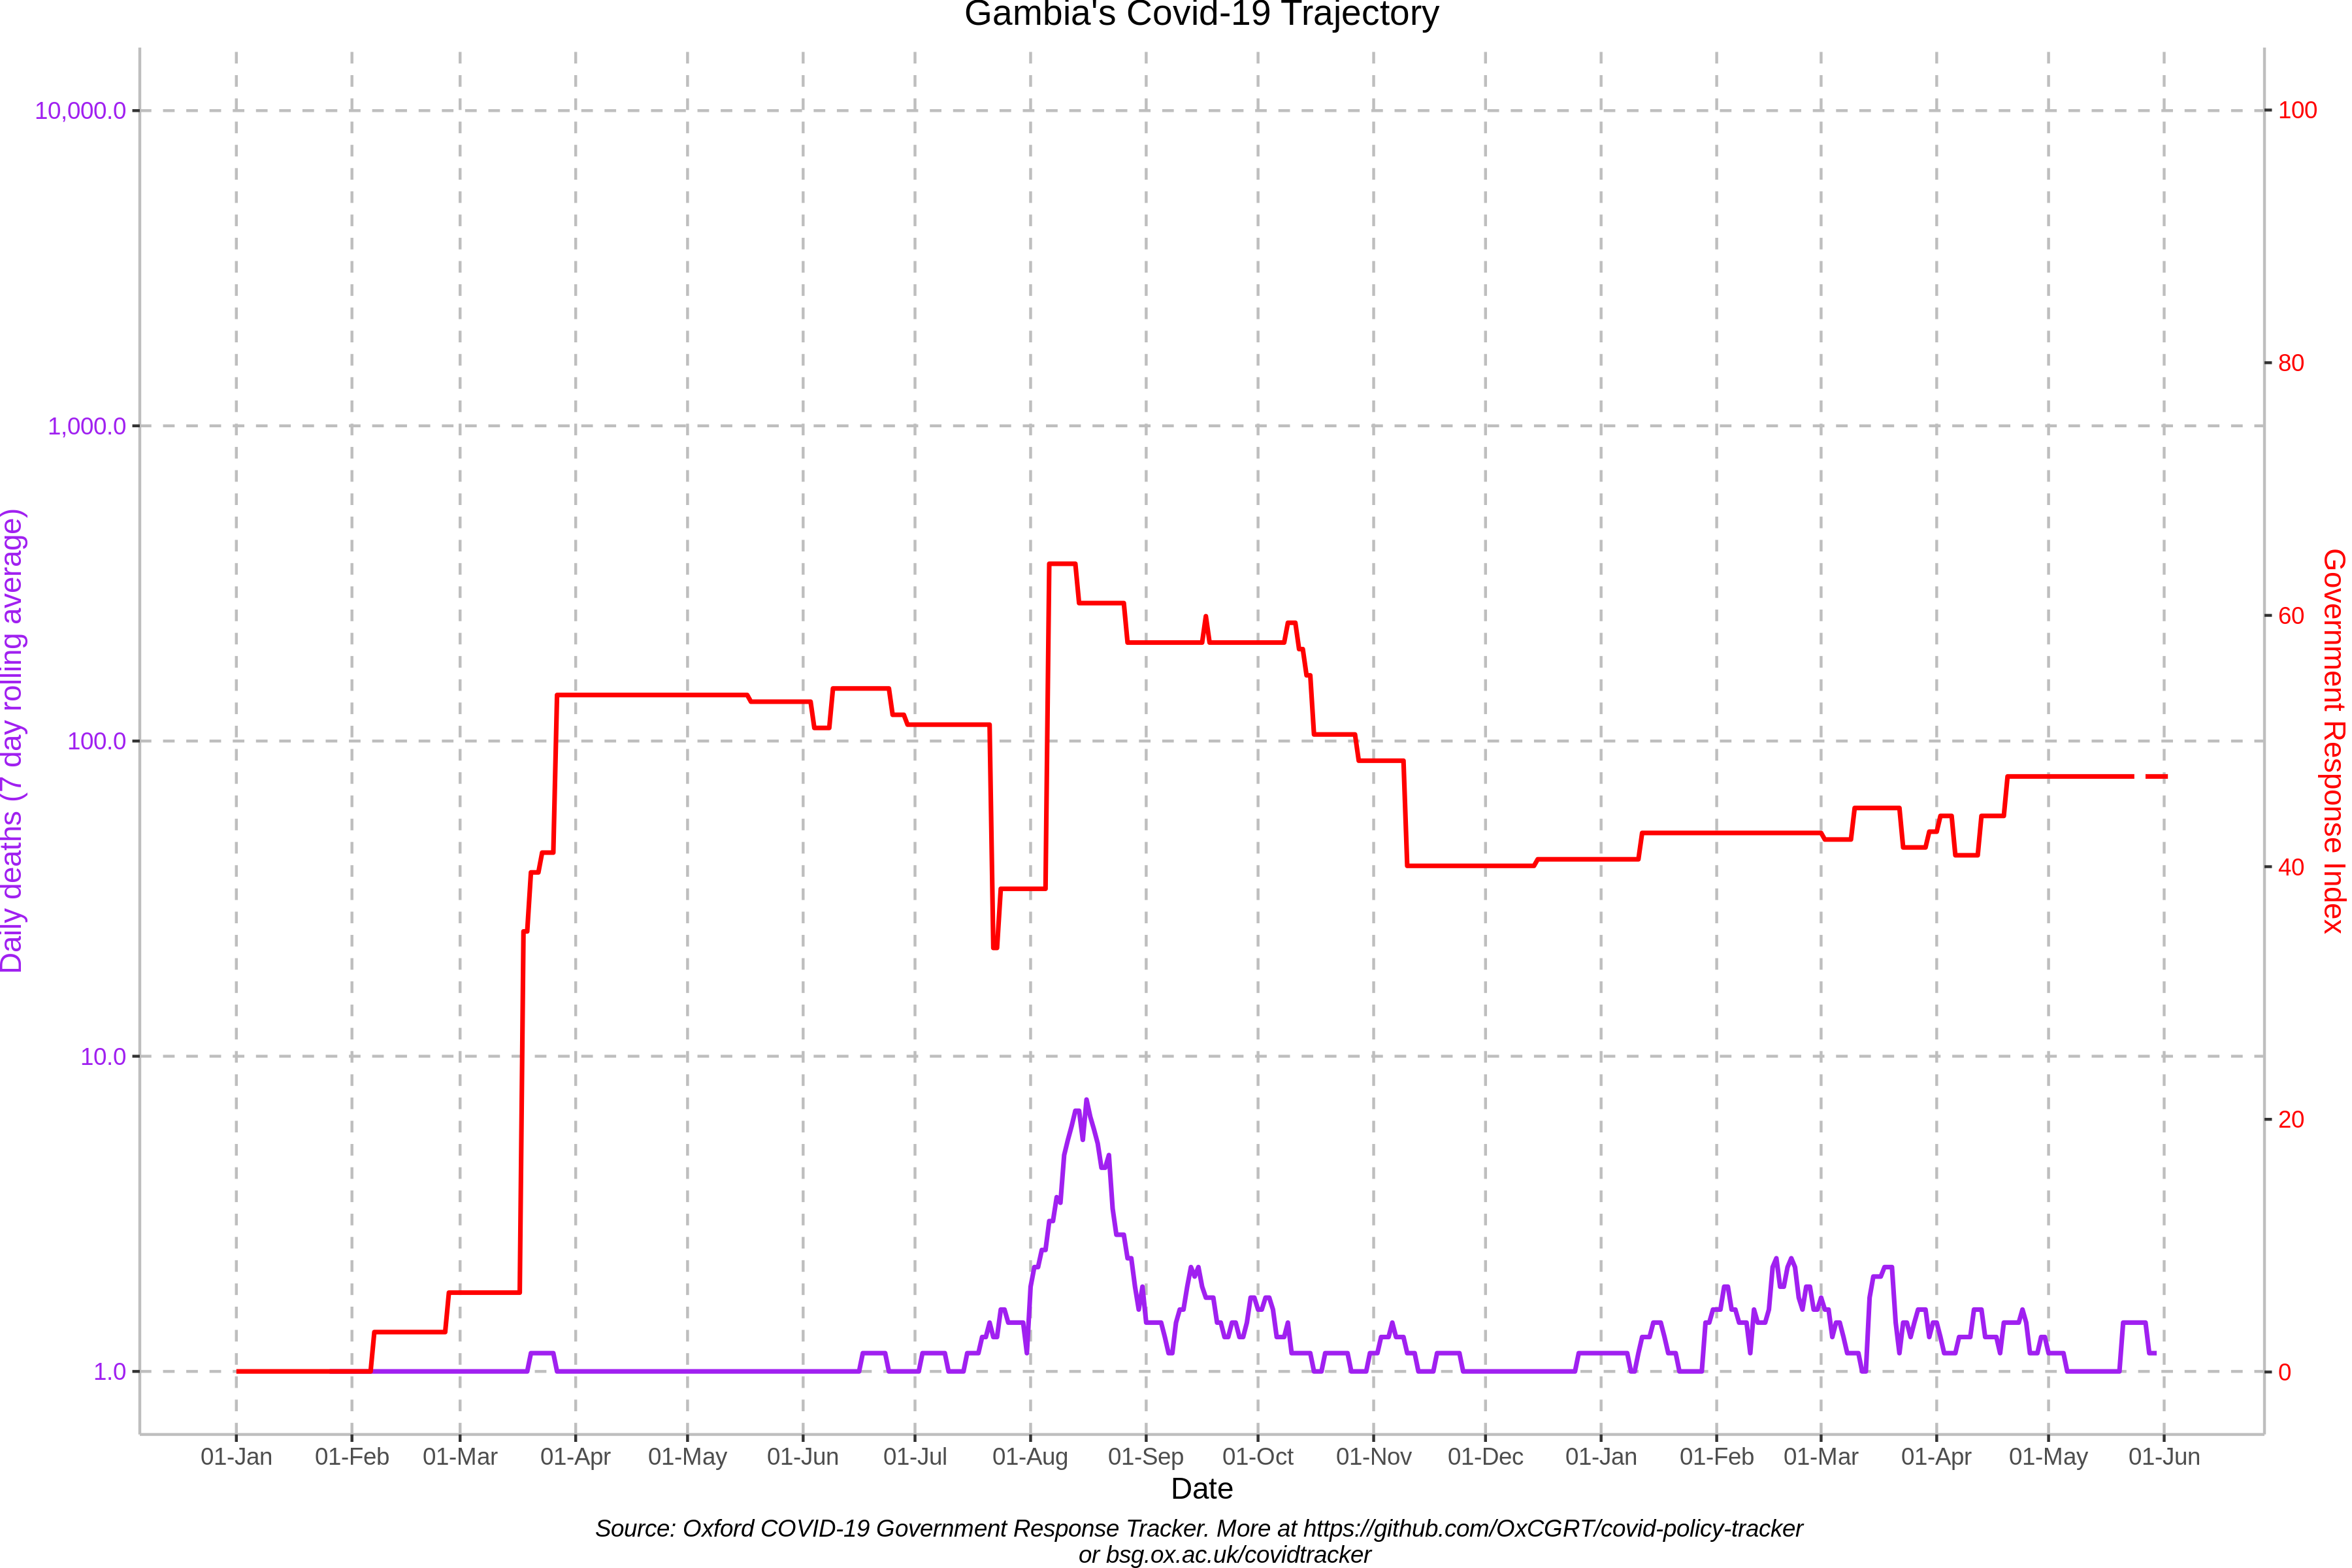 Gambia's Covid-19 Trajectory
10,000.0
1,000.0
100.0
10.0
1.0
Daily deaths (7 day rolling average)
100
80
60
40
20
0
Government Response Index
01-Jan 01-Feb 01-Mar 01-Apr 01-May 01-Jun 01-Jul 01-Aug 01-Sep 01-Oct 01-Nov 01-Dec 01-Jan 01-Feb 01-Mar 01-Apr 01-May 01-Jun
Date
Source: Oxford COVID-19 Government Response Tracker. More at https://github.com/OxCGRT/covid-policy-tracker
or bsg.ox.ac.uk/covidtracker